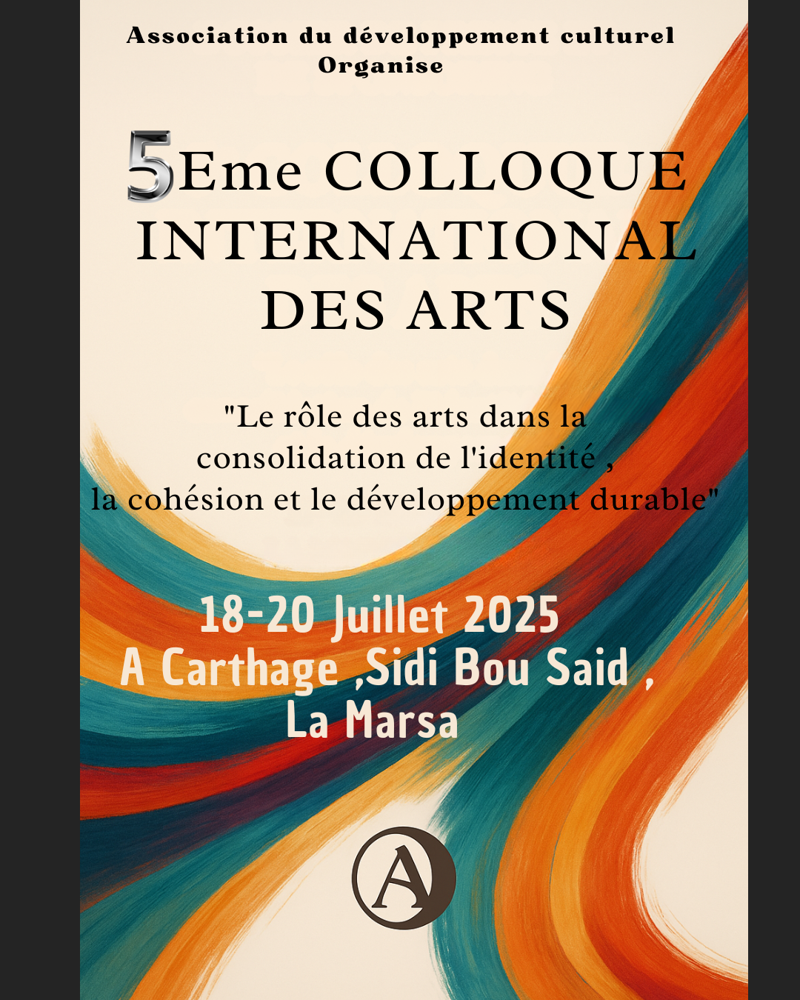 Association du développement culturel
Organise
5Eme COLLOQUE
INTERNATIONAL
DES ARTS
"Le rôle des arts dans la
consolidation de l'identité ,
la cohésion et le développement durable"
18-20 Juillet 2025
A Carthage ,Sidi Bou Said ,
La Marsa
A